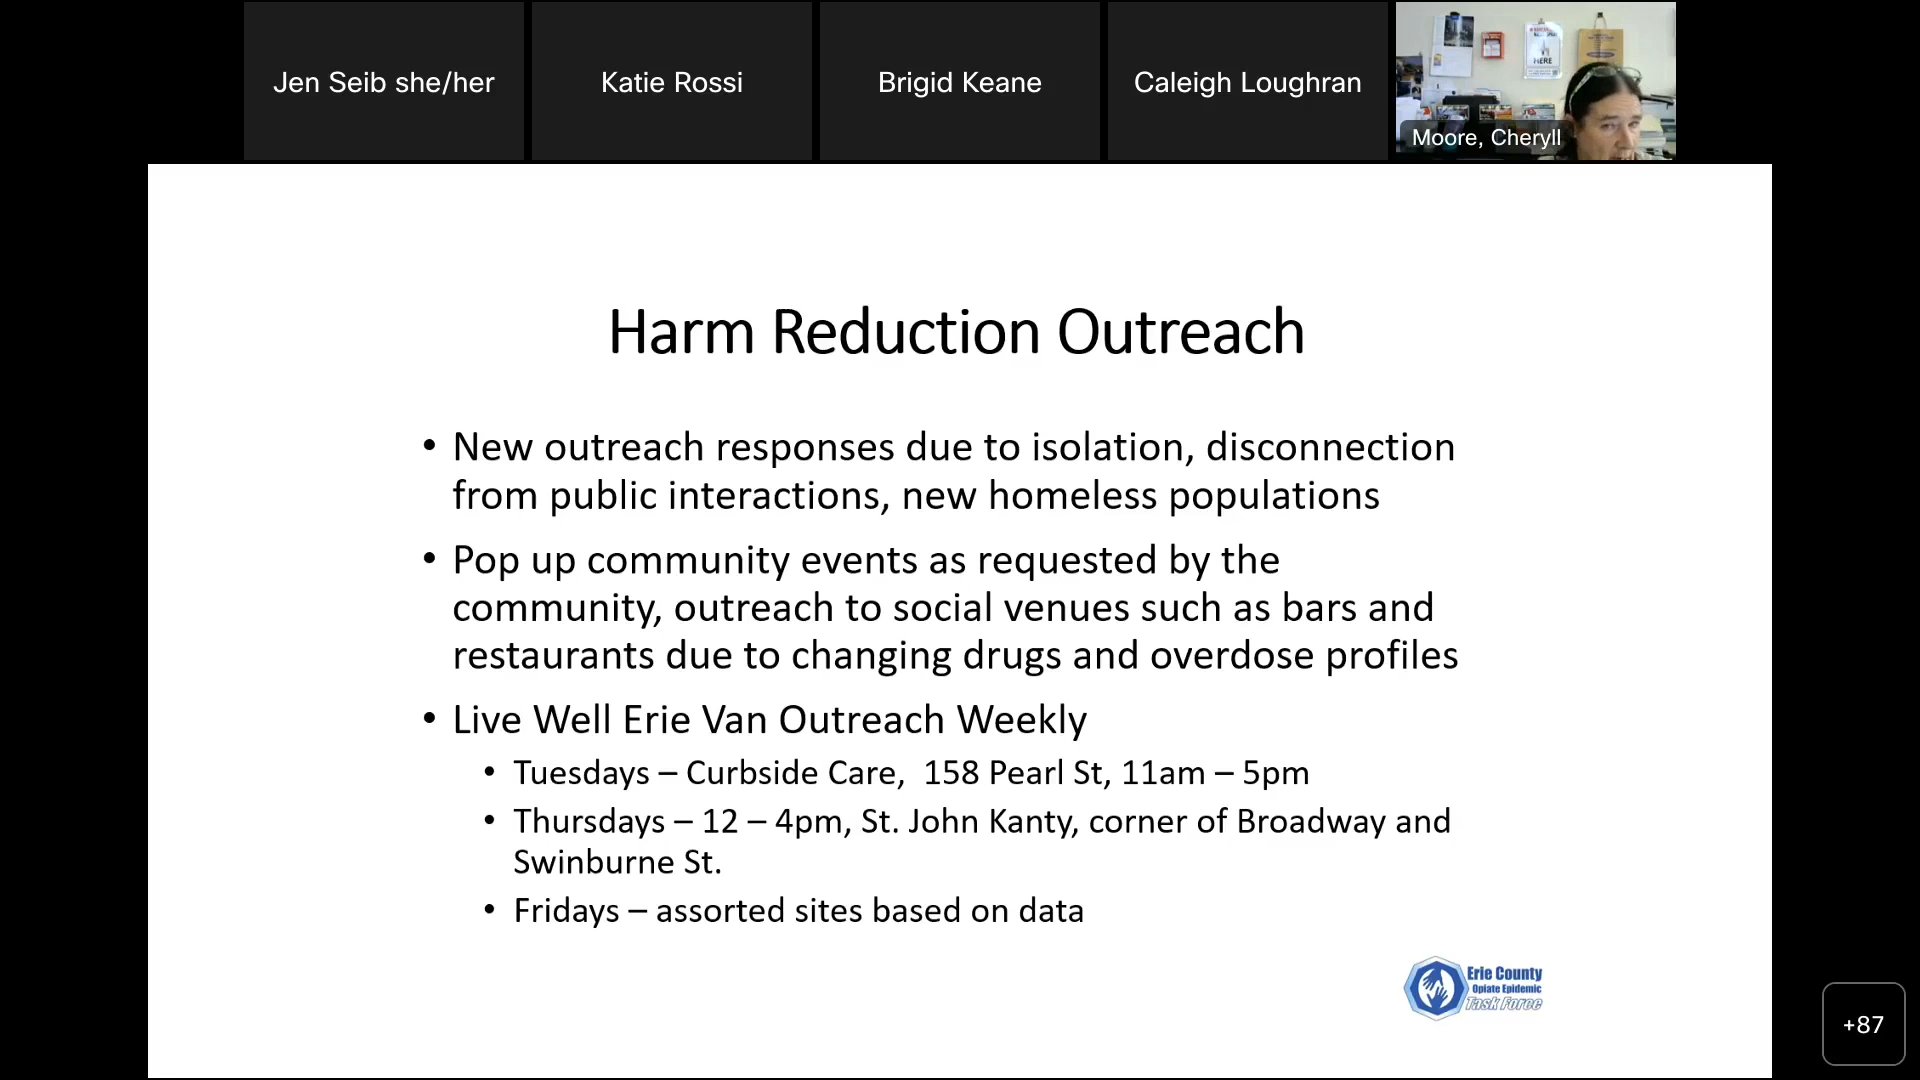 Jen Seib she/her
Katie Rossi
Brigid Keane
Caleigh Loughran
HERE
Moore, Cheryll
Harm Reduction Outreach
• New outreach responses due to isolation, disconnection
from public interactions, new homeless populations
• Pop up community events as requested by the
community, outreach to social venues such as bars and
restaurants due to changing drugs and overdose profiles
• Live Well Erie Van Outreach Weekly
• Tuesdays – Curbside Care,  158 Pearl St, 11am – 5pm
• Thursdays – 12 – 4pm, St. John Kanty, corner of Broadway and
Swinburne St.
• Fridays – assorted sites based on data
Erie County
Opiate Epidemic
Task Force
+87